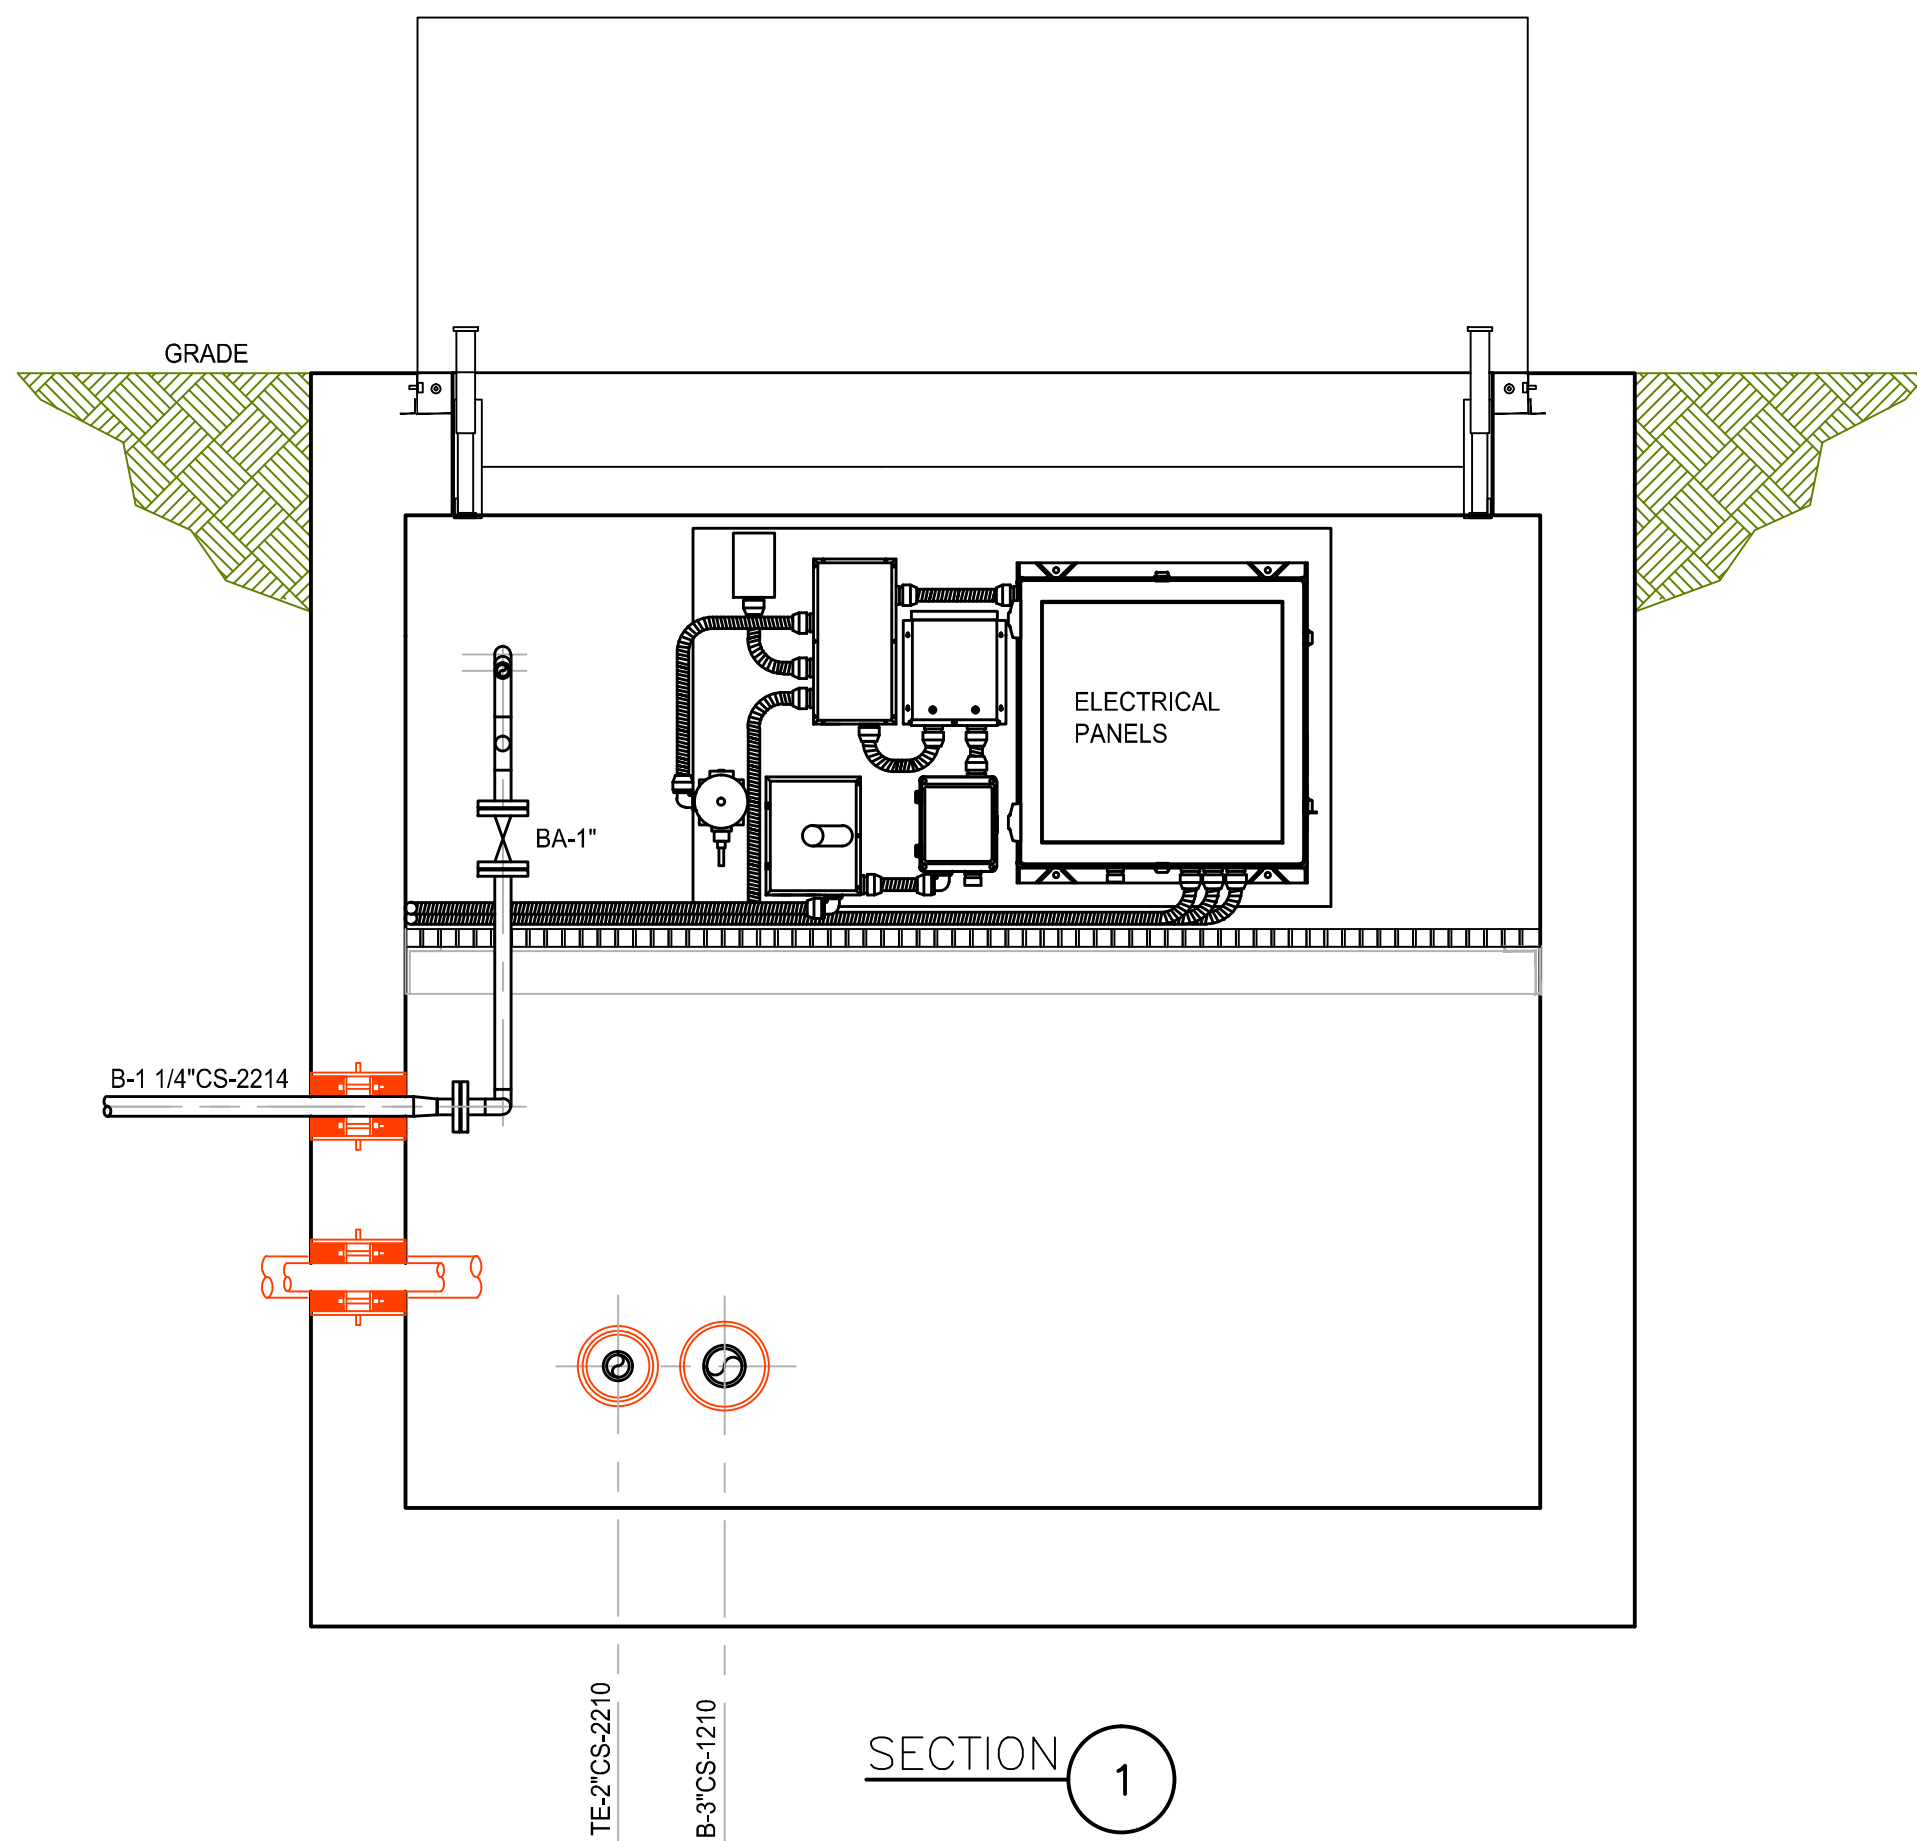 GRADE
ELECTRICAL
PANELS
BA-1"
B-1 1/4"CS-2214
TE-2"CS-2210
B-3"CS-1210
SECTION
1